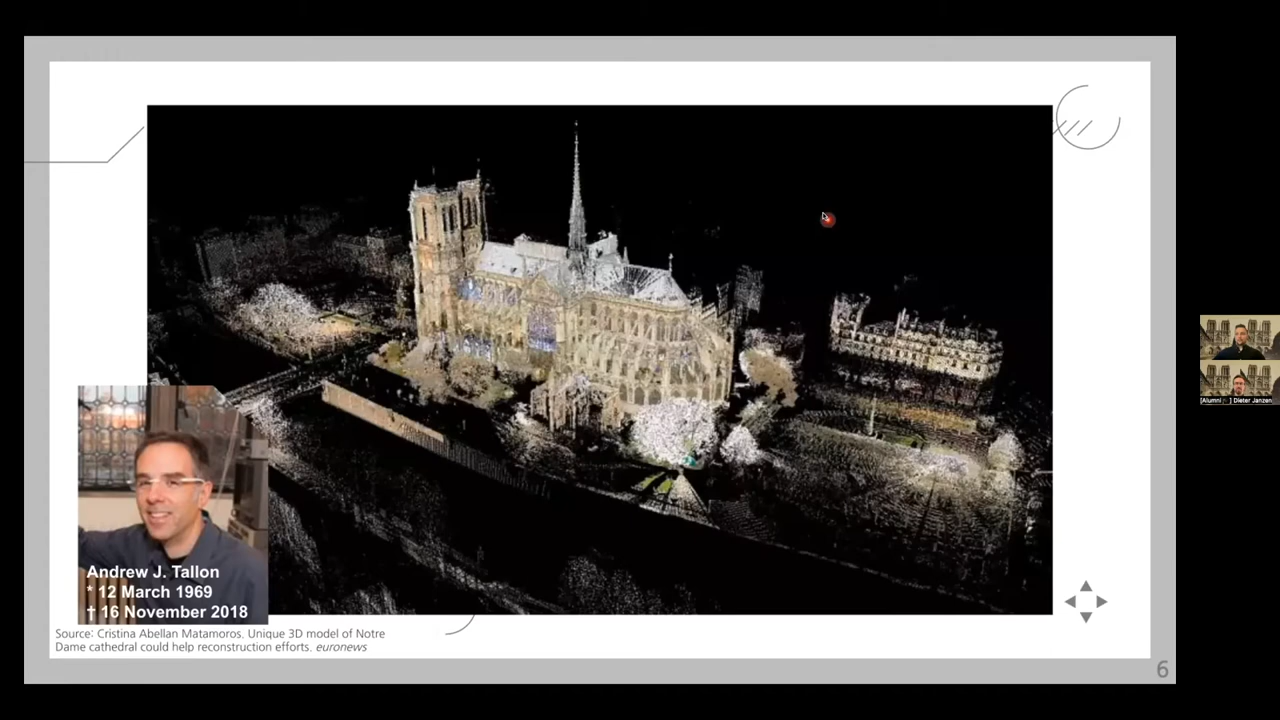 Andrew J. Tallon
* 12 March 1969
† 16 November 2018
Source: Cristina Abellan Matamoros. Unique 3D model of Notre
Dame cathedral could help reconstruction efforts. euronews
6
Dieter Janzen